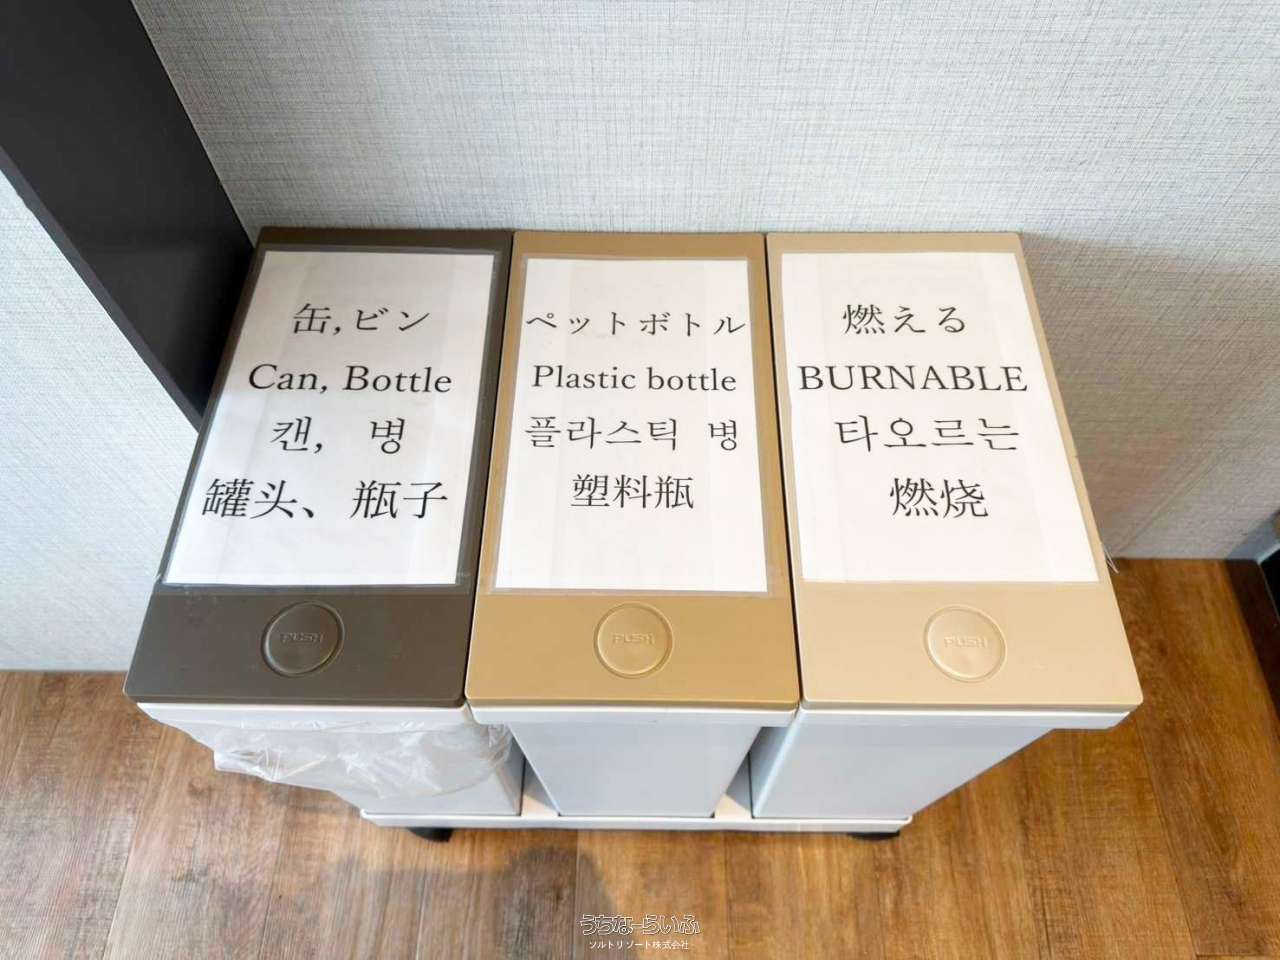 缶,ビン
Can, Bottle
캔, 병
罐头、瓶子
PUSH
ペットボトル
Plastic bottle
플라스틱 병
塑料瓶
PUSH
燃える
BURNABLE
타오르는
燃烧
PUSH
うちなーらいふ
ソルトリゾート株式会社